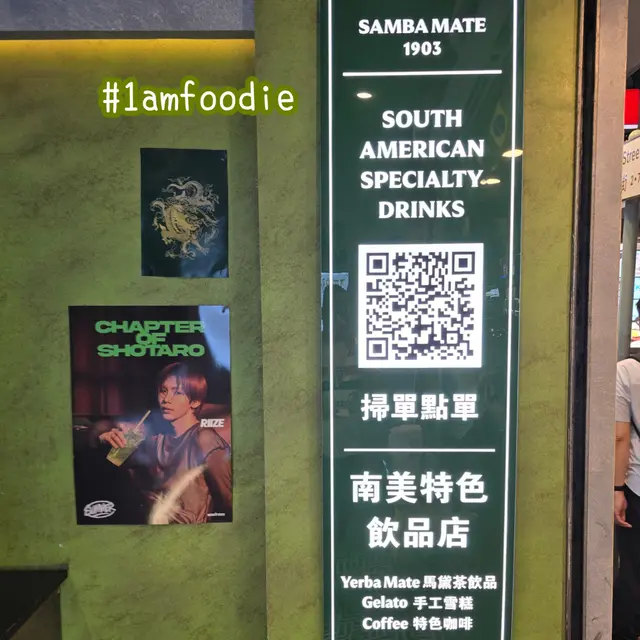 #1amfoodie
SAMBA MATE
1903
SOUTH
AMERICAN
SPECIALTY
DRINKS
掃單點單
南美特色
飲品店
Yerba Mate 馬黛茶飲品
Gelato 手工雪糕
Coffee 特色咖啡
CHAPTER
OF
SHOTARO
RIIZE